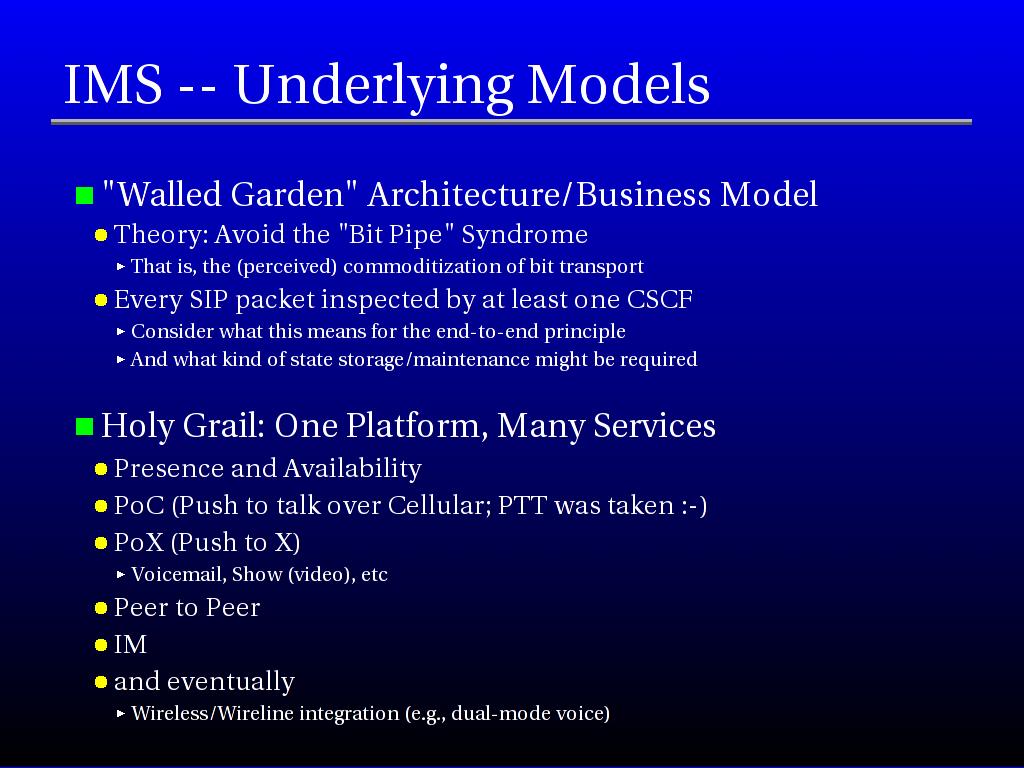 IMS -- Underlying Models
"Walled Garden" Architecture/Business Model
Theory: Avoid the "Bit Pipe" Syndrome
That is, the (perceived) commoditization of bit transport
Every SIP packet inspected by at least one CSCF
Consider what this means for the end-to-end principle
And what kind of state storage/maintenance might be required
Holy Grail: One Platform, Many Services
Presence and Availability
PoC (Push to talk over Cellular; PTT was taken :-)
PoX (Push to X)
Voicemail, Show (video), etc
Peer to Peer
IM
and eventually
Wireless/Wireline integration (e.g., dual-mode voice)